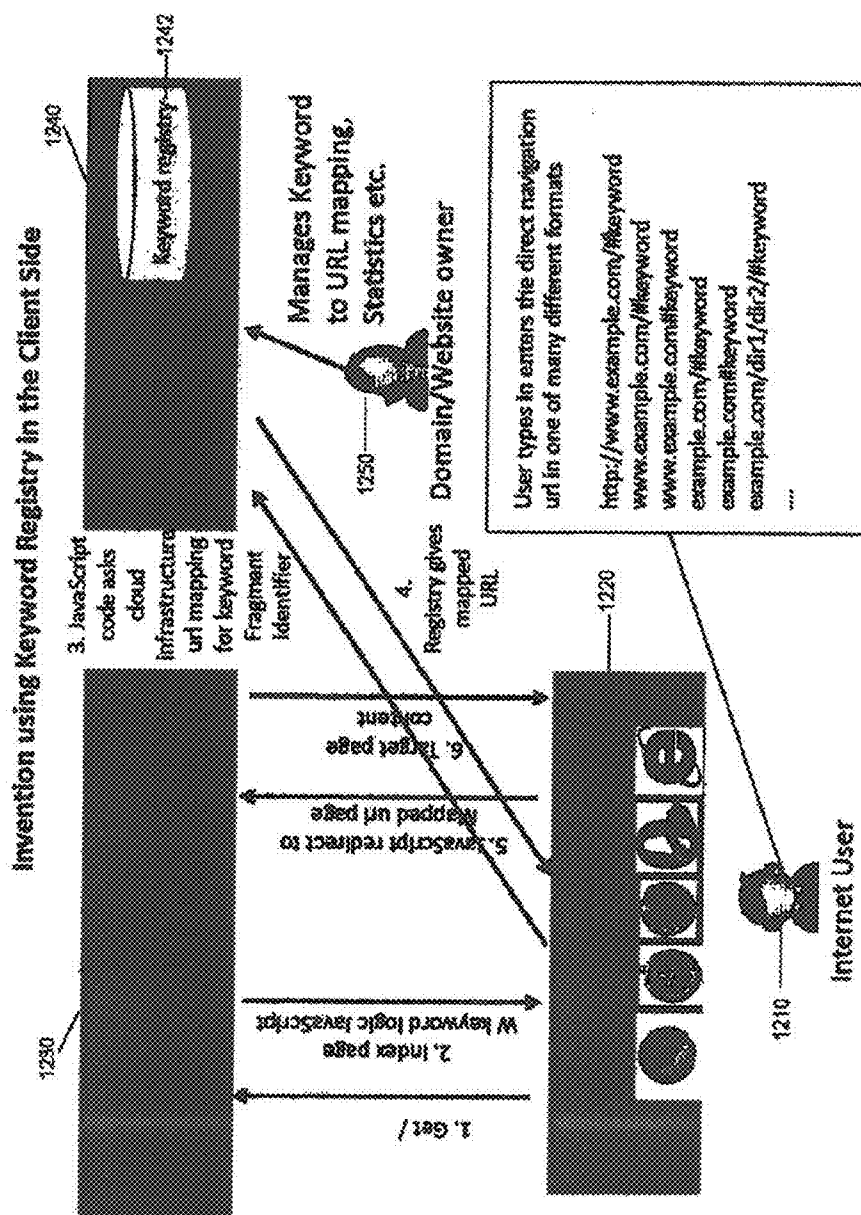 Invention using Keyword Registry in the Client Side
1230
1240
1242
Keyword registry
3. JavaScript
code asks
cloud
infrastructure
url mapping
for keyword
Fragmant
Identifier
1. Get /
2. Index page
W keyword logic JavaScript
5. JavaScript redirect to
Mapped url page
6. Target page
content
4.
Registry gives
mapped
URL
Manages Keyword
to URL mapping,
Statistics etc.
1250
Domain/Website owner
1220
1210
Internet User
User types in enters the direct navigation
url in one of many different formats
http://www.example.com/#keyword
www.example.com/#keyword
www.example.com#keyword
example.com/#keyword
example.com#keyword
example.com/dir1/dir2/#keyword
....